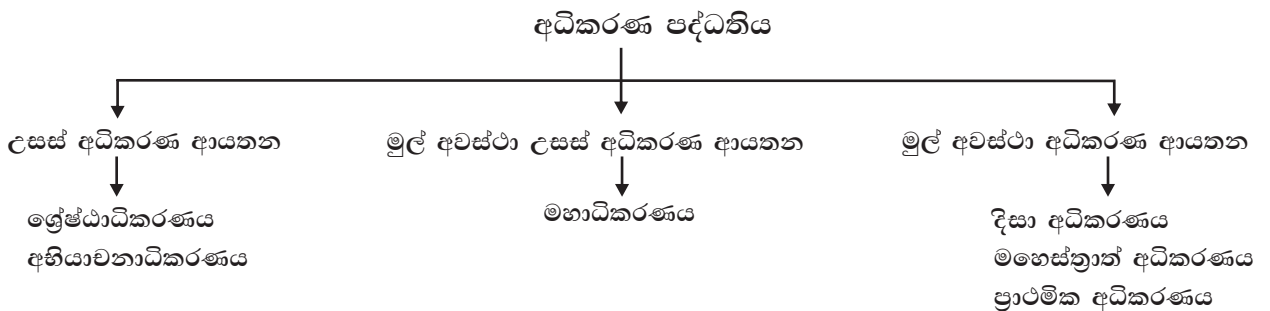 අධිකරණ පද්ධතිය
උසස් අධිකරණ ආයතන
මුල් අවස්ථා උසස් අධිකරණ ආයතන
මුල් අවස්ථා අධිකරණ ආයතන
ශ්‍රේෂ්ඨාධිකරණය
අභියාචනාධිකරණය
මහාධිකරණය
දිසා අධිකරණය
මහෙස්ත්‍රාත් අධිකරණය
ප්‍රාථමික අධිකරණය